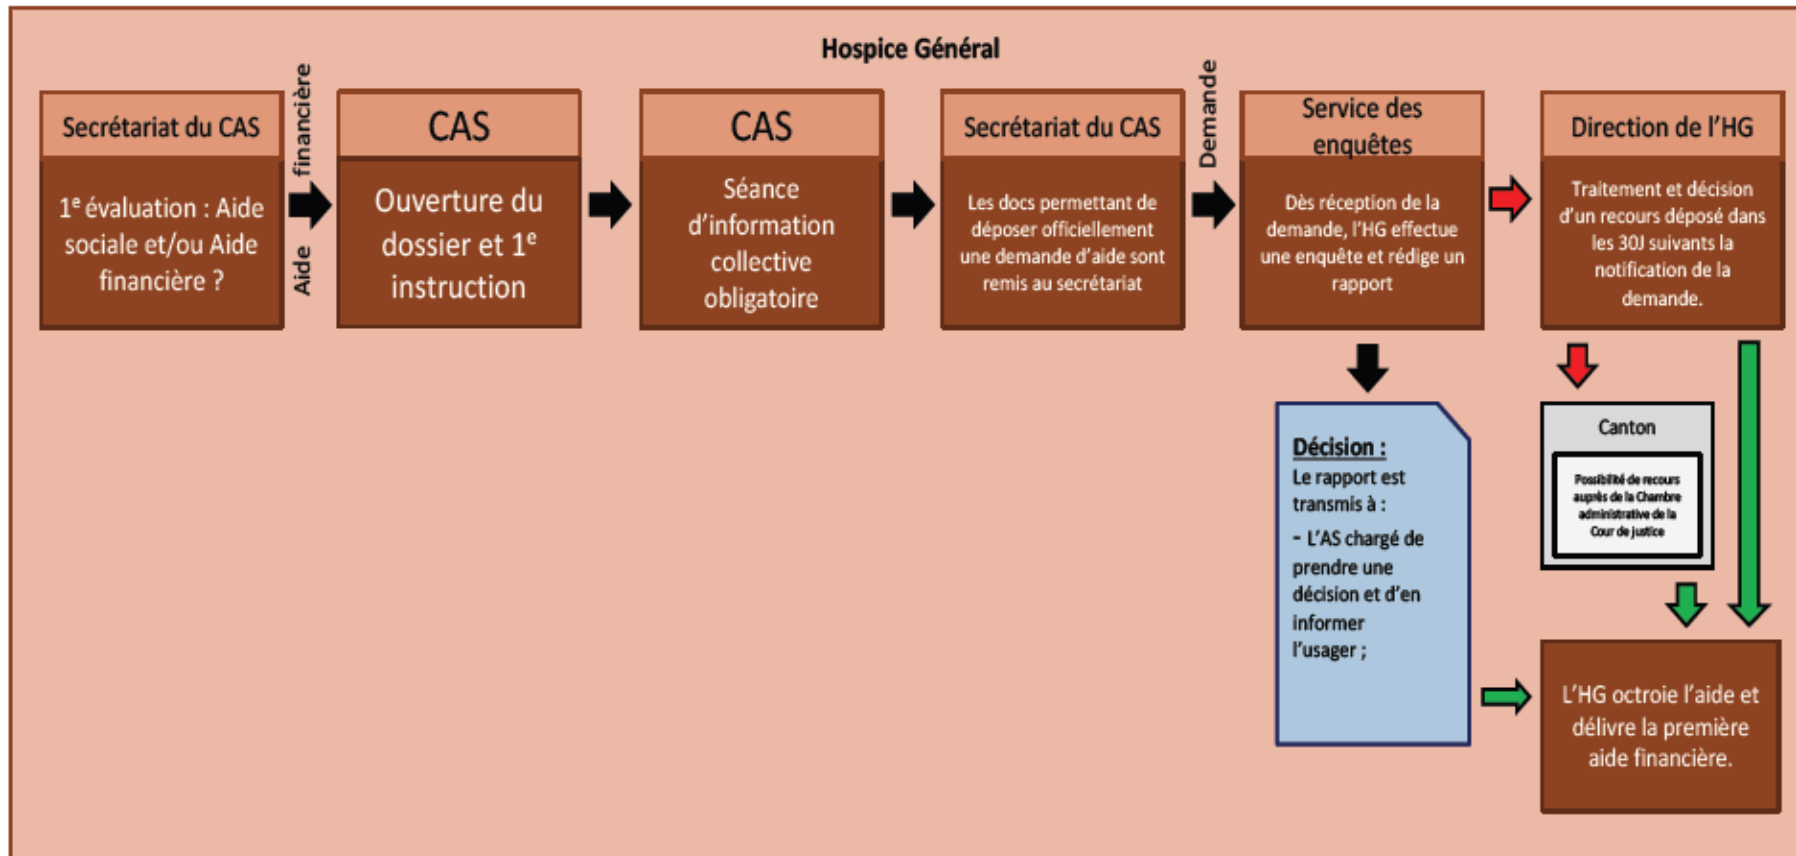 Hospice Général
Secrétariat du CAS
1e évaluation : Aide
sociale et/ou Aide
financière ?
Aide financière
CAS
Ouverture du
dossier et 1e
instruction
CAS
Séance
d'information
collective
obligatoire
Secrétariat du CAS
Les docs permettant de
déposer officiellement
une demande d'aide sont
remis au secrétariat
Demande
Service des
enquêtes
Dès réception de la
demande, l'HG effectue
une enquête et rédige un
rapport
Direction de l'HG
Traitement et décision
d'un recours déposé dans
les 30J suivants la
notification de la
demande.
Décision :
Le rapport est
transmis à :
- L'AS chargé de
prendre une
décision et d'en
informer
l'usager ;
Canton
Possibilité de recours
auprès de la Chambre
administrative de la
Cour de justice
L'HG octroie l'aide et
délivre la première
aide financière.